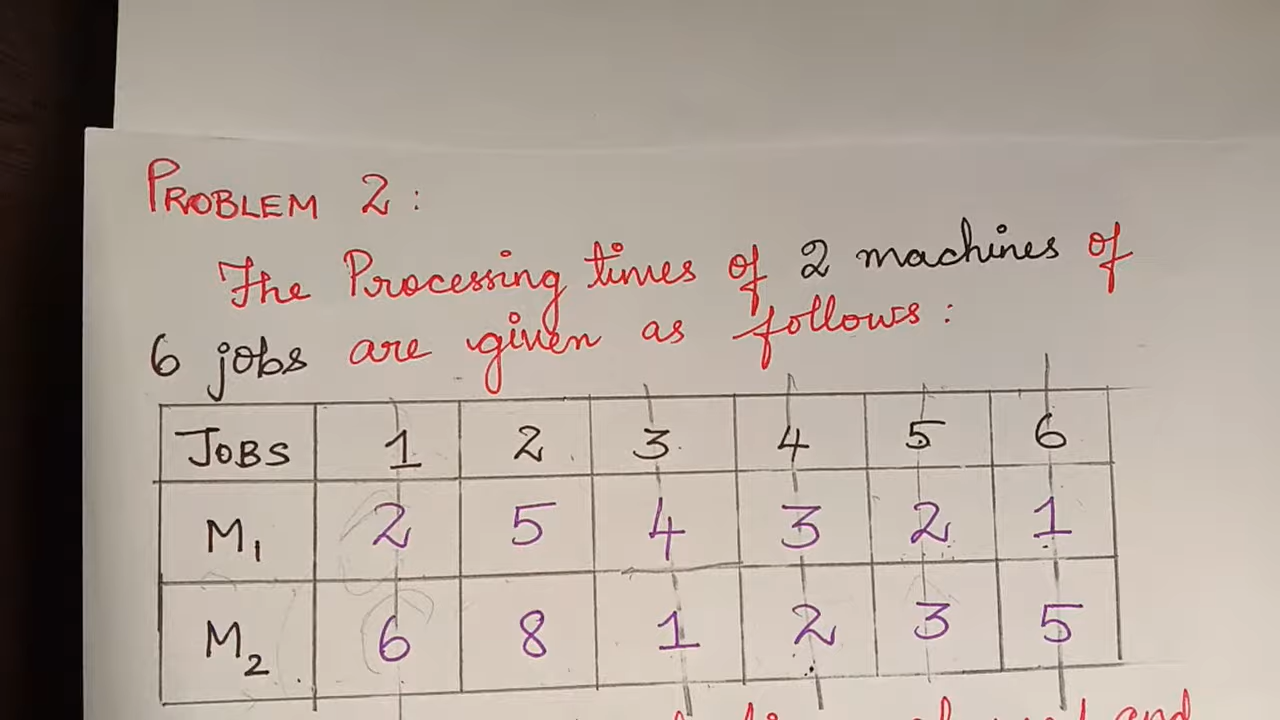 PROBLEM 2:
The Processing times of 2 machines of
6 jobs are given as follows:
JOBS 1 2 3 4 5 6
M1 2 5 4 3 2 1
M2 6 8 1 2 3 5
and